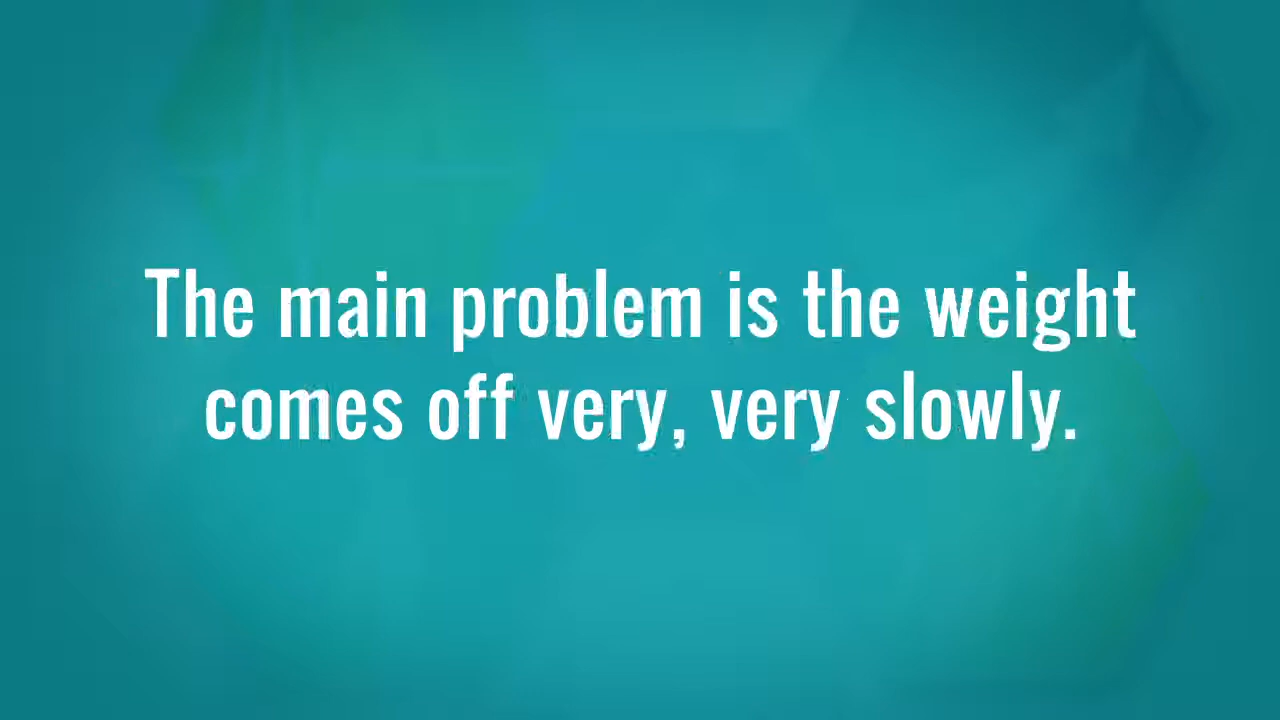 The main problem is the weight
comes off very, very slowly.